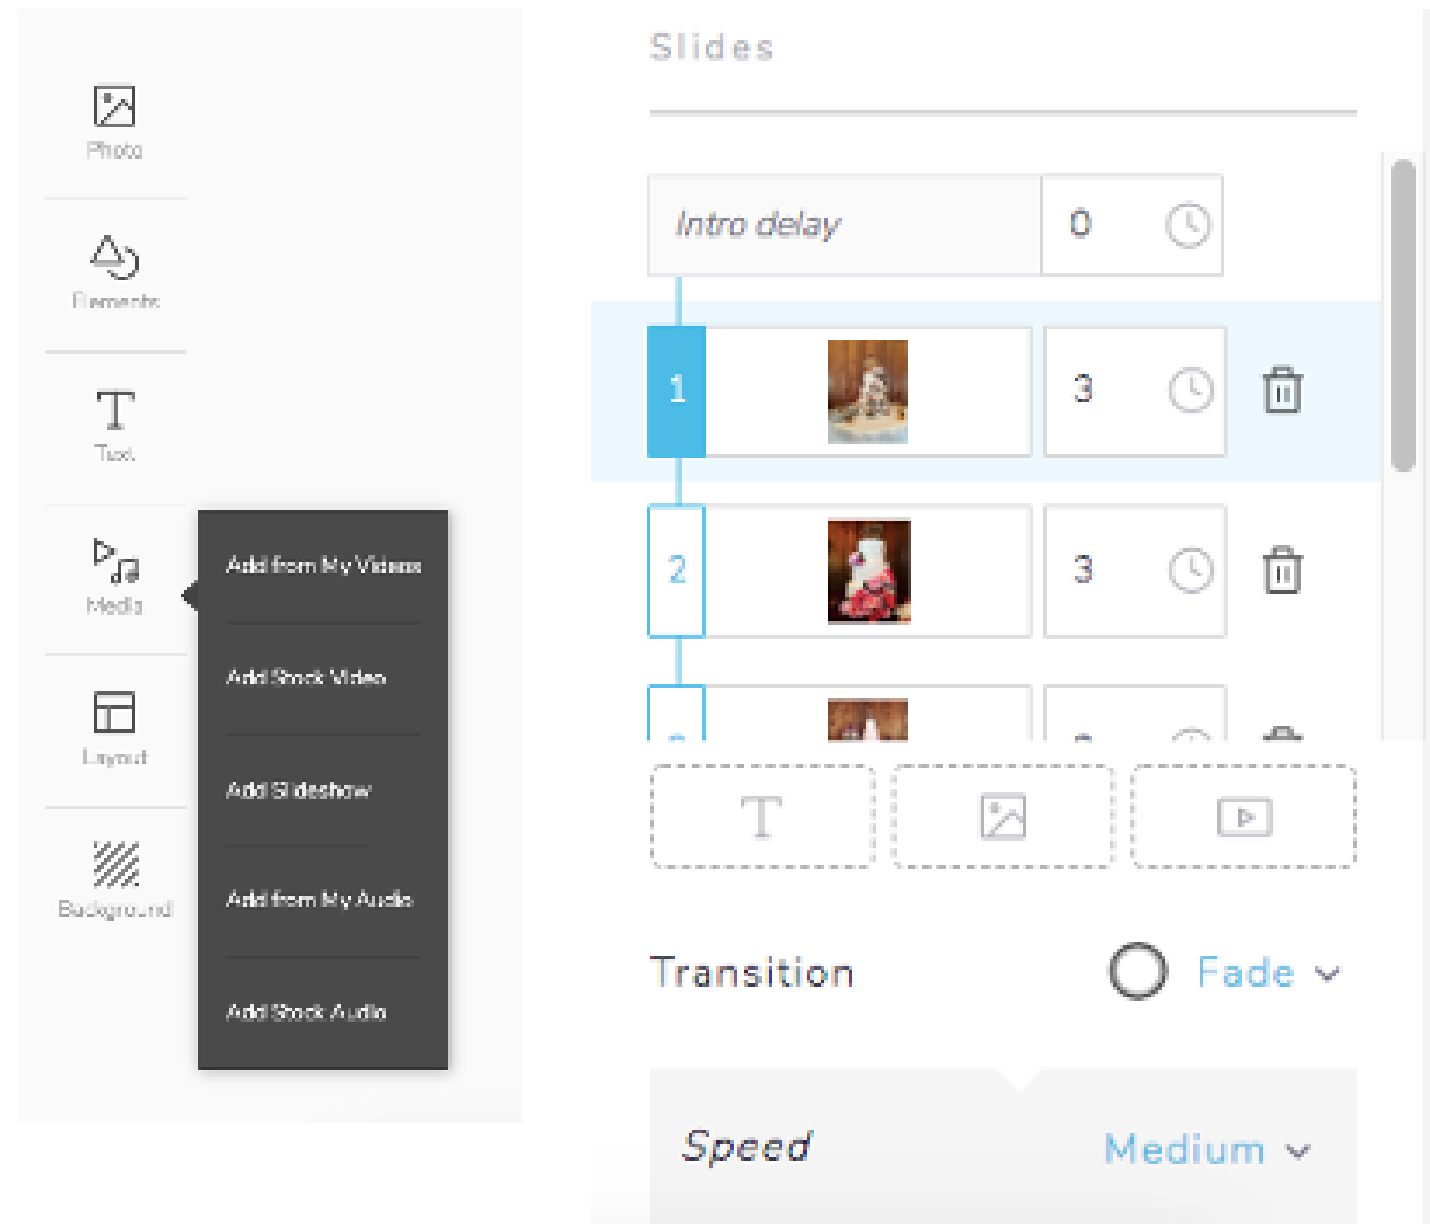 Photo
Elements
Text
Media
Layout
Background
Add from My Videos
Add Stock Video
Add Slideshow
Add from My Audio
Add Stock Audio
Slides
Intro delay 0
1 3
2 3
T
Transition Fade
Speed Medium